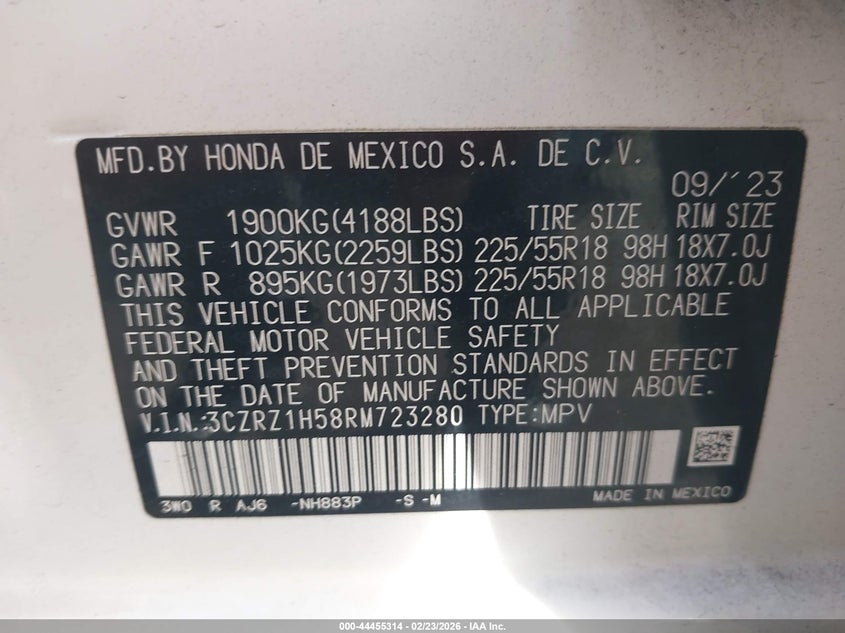 MFD.BY HONDA DE MEXICO S.A. DE C.V.
09/´23
GVWR 1900KG(4188LBS) TIRE SIZE RIM SIZE
GAWR F 1025KG(2259LBS) 225/55R18 98H 18X7.0J
GAWR R 895KG(1973LBS) 225/55R18 98H 18X7.0J
THIS VEHICLE CONFORMS TO ALL APPLICABLE
FEDERAL MOTOR VEHICLE SAFETY
AND THEFT PREVENTION STANDARDS IN EFFECT
ON THE DATE OF MANUFACTURE SHOWN ABOVE.
V.I.N.:3CZRZ1H58RM723280 TYPE:MPV
3W0 R AJ6 -NH883P -S -M MADE IN MEXICO
000-44455314 - 02/23/2026 - IAA Inc.